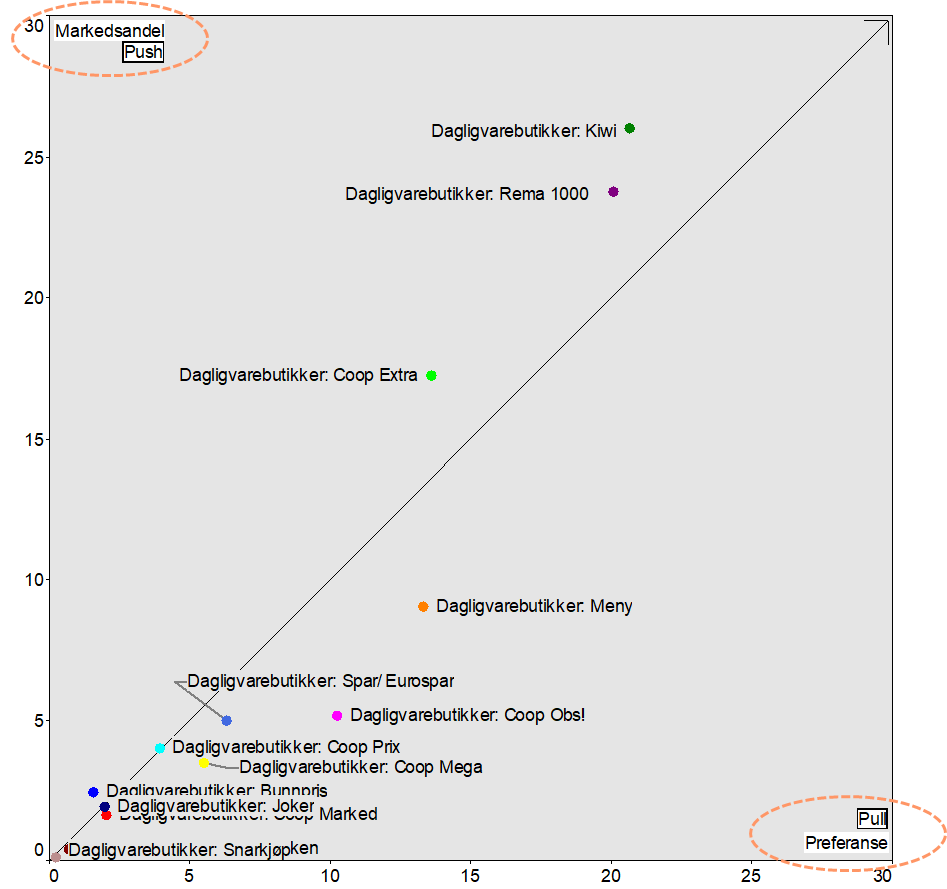 30
Markedsandel
Push
Dagligvarebutikker: Kiwi
25
Dagligvarebutikker: Rema 1000
20
Dagligvarebutikker: Coop Extra
15
10
Dagligvarebutikker: Meny
Dagligvarebutikker: Spar/ Eurospar
5
Dagligvarebutikker: Coop Obs!
Dagligvarebutikker: Coop Prix
Dagligvarebutikker: Coop Mega
Dagligvarebutikker: Bunnpris
Dagligvarebutikker: Joker
Dagligvarebutikker: Coop Marked
Pull
Preferanse
0
Dagligvarebutikker: Snarkjøp
ken
0
5
10
15
20
25
30